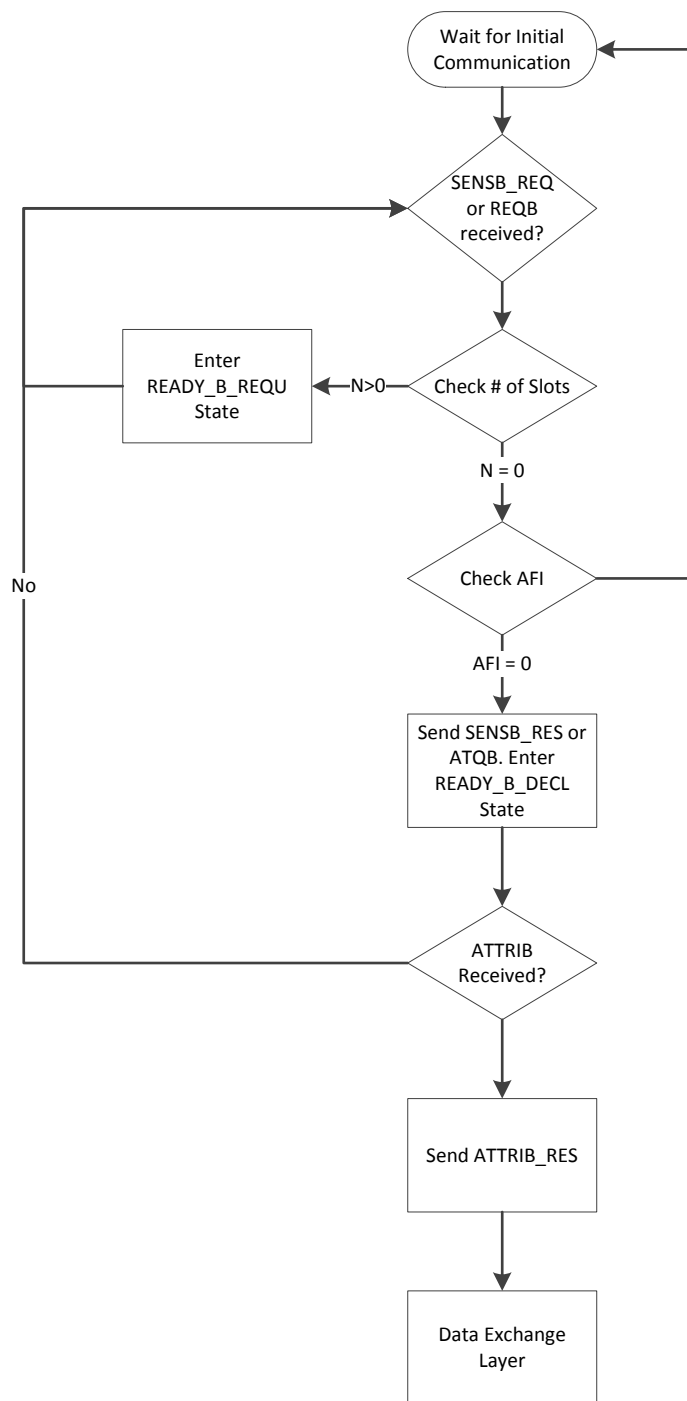 Wait for Initial
Communication
SENSB_REQ
or REQB
received?
Enter
READY_B_REQU
State
N>0
Check # of Slots
N = 0
No
Check AFI
AFI = 0
Send SENSB_RES or
ATQB. Enter
READY_B_DECL
State
ATTRIB
Received?
Send ATTRIB_RES
Data Exchange
Layer